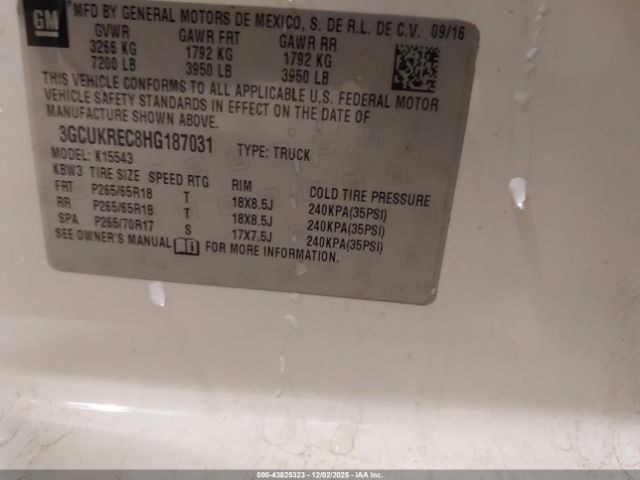 GM
MFD BY GENERAL MOTORS DE MEXICO, S. DE R.L. DE C.V. 09/16
GVWR GAWR FRT GAWR RR
3266 KG 1792 KG 1792 KG
7200 LB 3950 LB 3950 LB
THIS VEHICLE CONFORMS TO ALL APPLICABLE U.S. FEDERAL MOTOR
VEHICLE SAFETY STANDARDS IN EFFECT ON THE DATE OF
MANUFACTURE SHOWN ABOVE.
3GCUKREC8HG187031 TYPE: TRUCK
MODEL: K15543
KBW3 TIRE SIZE SPEED RTG RIM COLD TIRE PRESSURE
FRT P265/65R18 T 18X8.5J 240KPA(35PSI)
RR P265/65R18 T 18X8.5J 240KPA(35PSI)
SPA P265/70R17 S 17X7.5J 240KPA(35PSI)
SEE OWNER'S MANUAL FOR MORE INFORMATION.
000-43825323 - 12/02/2025 - IAA Inc.